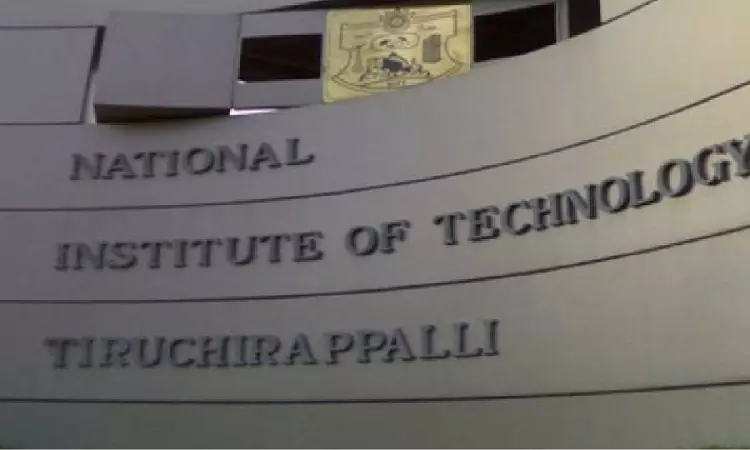 NATIONAL
INSTITUTE OF TECHNOLOGY
TIRUCHIRAPPALLI